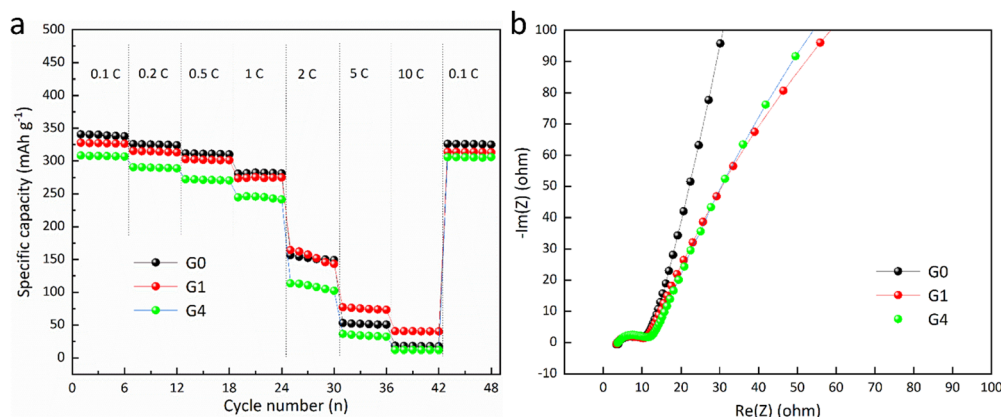 a
500
450
400
350
300
250
200
150
100
50
0
Specific capacity (mAh g⁻¹)
0.1 C
0.2 C
0.5 C
1 C
2 C
5 C
10 C
0.1 C
G0
G1
G4
0 6 12 18 24 30 36 42 48
Cycle number (n)
b
100
90
80
70
60
50
40
30
20
10
0
-10
-Im(Z) (ohm)
G0
G1
G4
-10 0 10 20 30 40 50 60 70 80 90 100
Re(Z) (ohm)